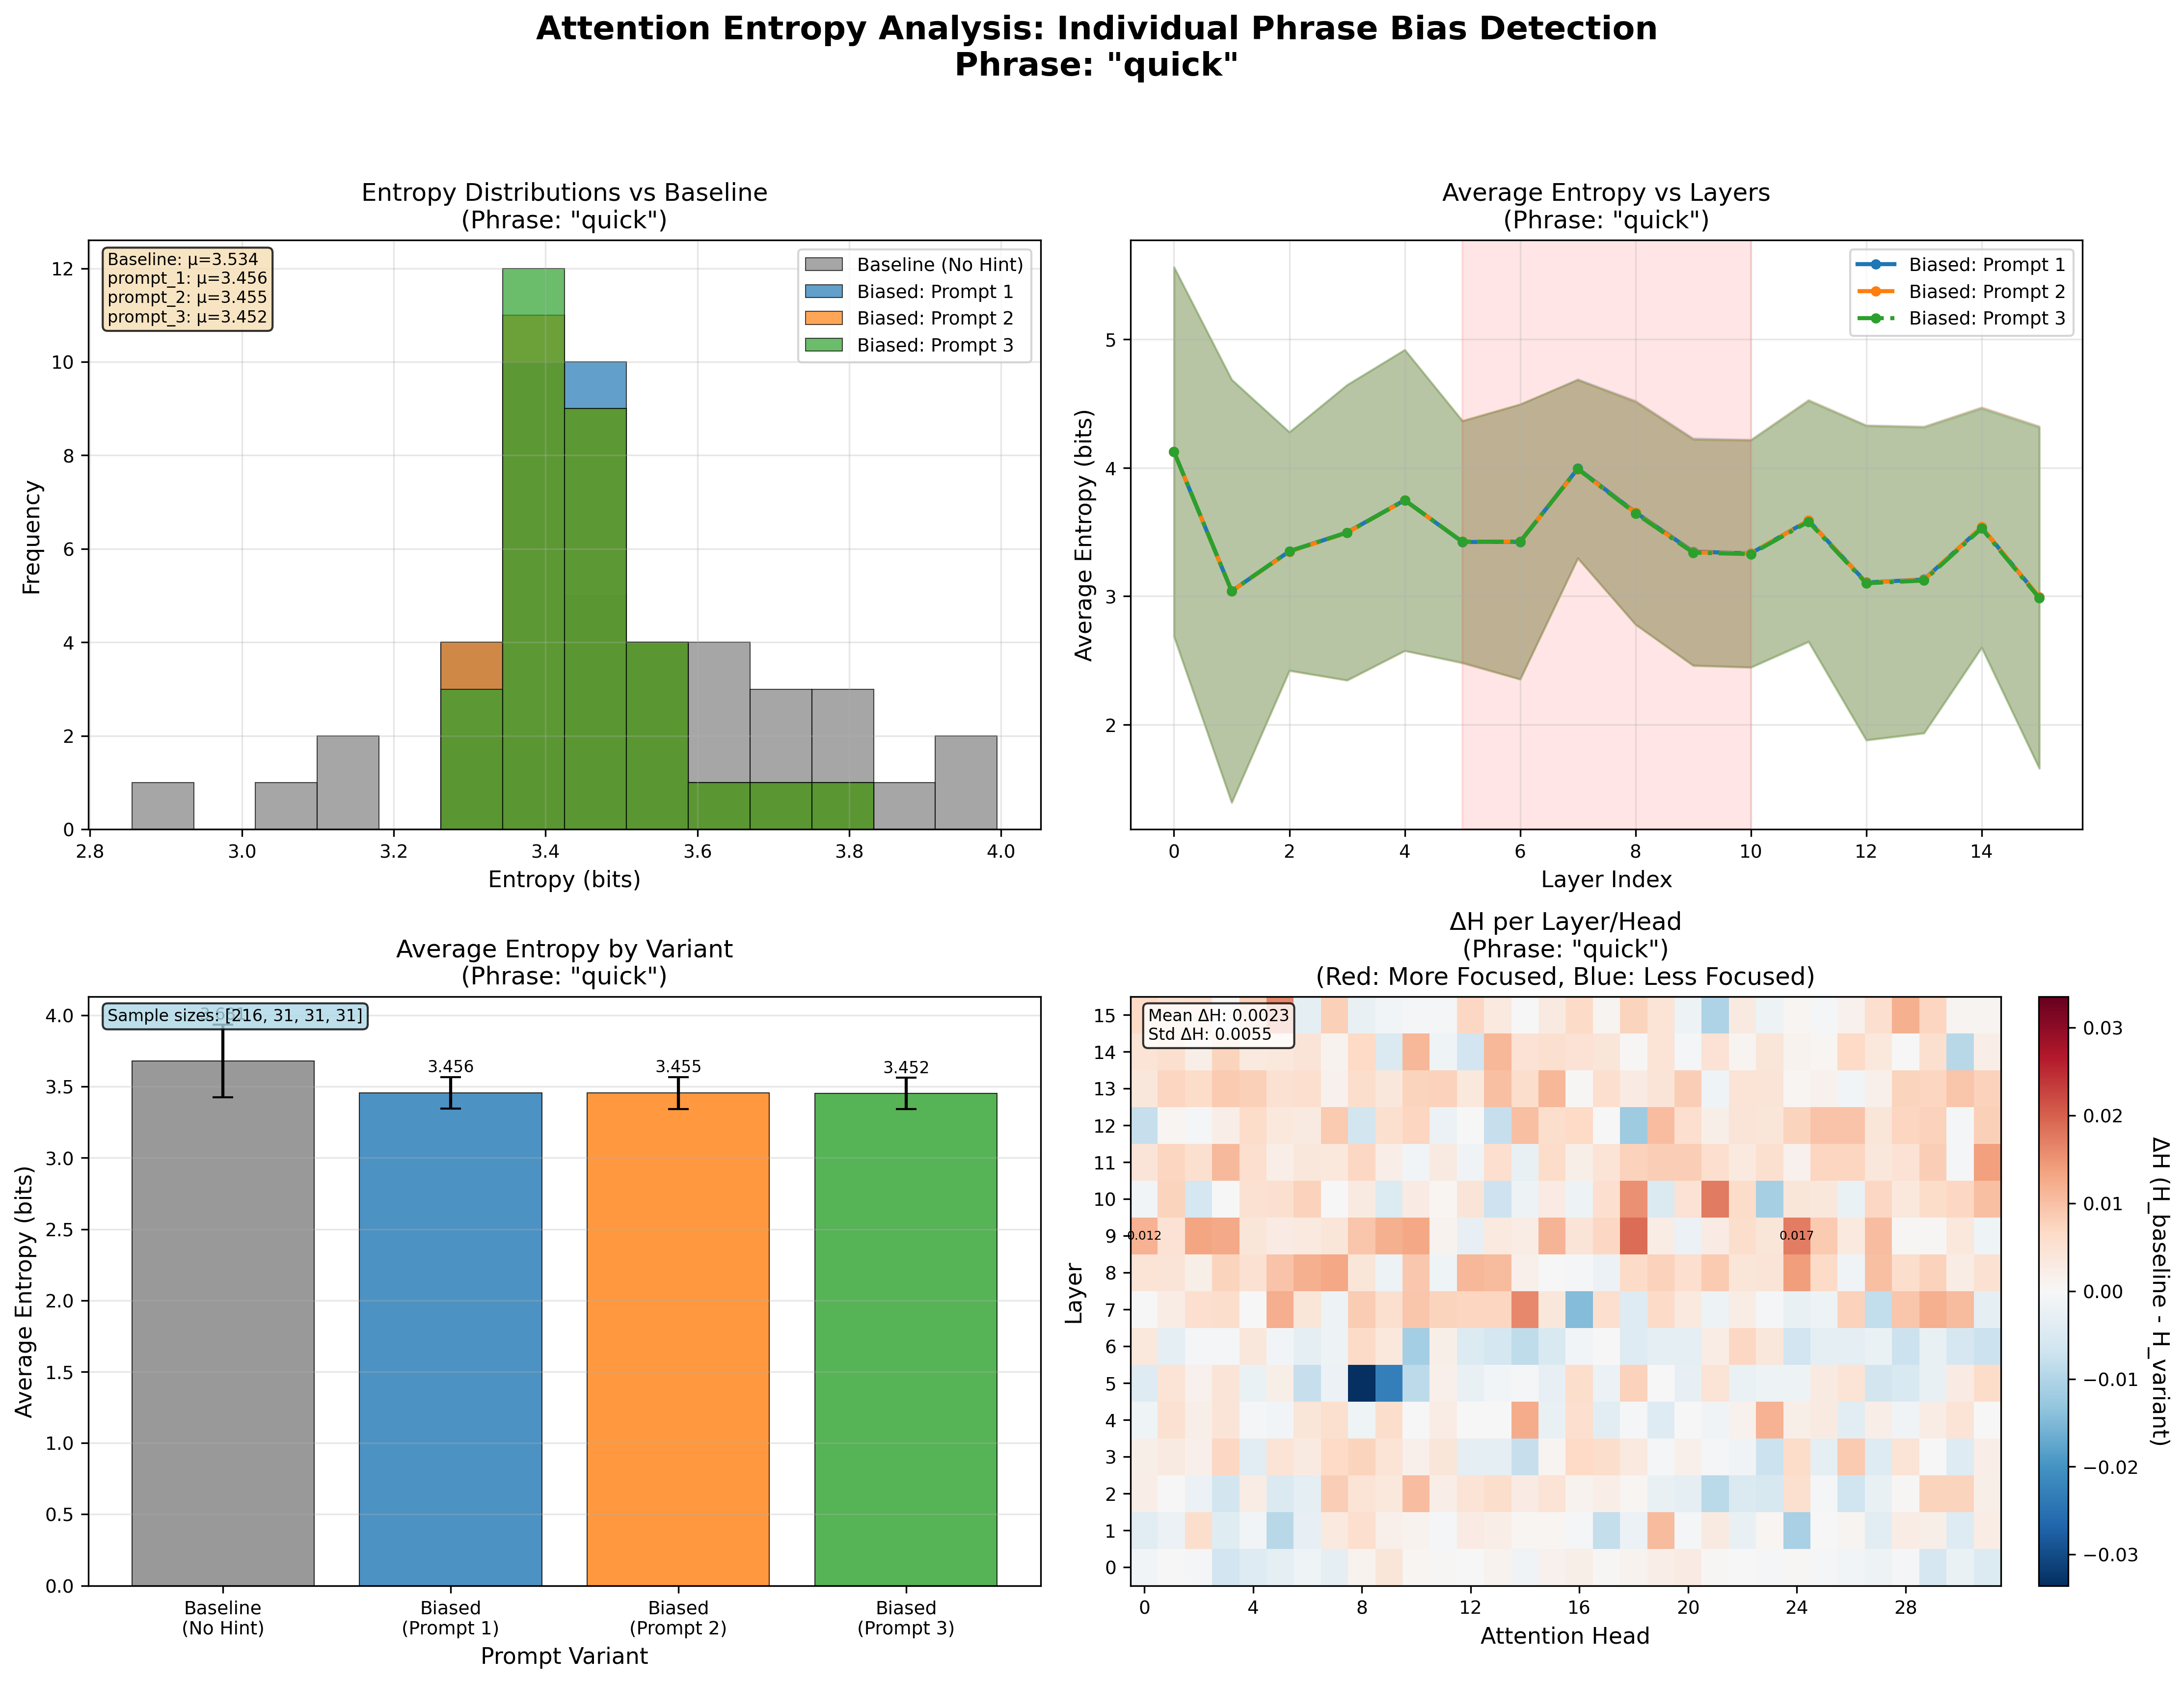 Attention Entropy Analysis: Individual Phrase Bias Detection
Phrase: "quick"
Entropy Distributions vs Baseline
(Phrase: "quick")
Baseline: μ=3.534
prompt_1: μ=3.456
prompt_2: μ=3.455
prompt_3: μ=3.452
Baseline (No Hint)
Biased: Prompt 1
Biased: Prompt 2
Biased: Prompt 3
12
10
8
6
4
2
0
Frequency
2.8 3.0 3.2 3.4 3.6 3.8 4.0
Entropy (bits)
Average Entropy vs Layers
(Phrase: "quick")
Biased: Prompt 1
Biased: Prompt 2
Biased: Prompt 3
5
4
3
2
Average Entropy (bits)
0 2 4 6 8 10 12 14
Layer Index
Average Entropy by Variant
(Phrase: "quick")
Sample sizes: [216, 31, 31, 31]
3.456
3.455
3.452
4.0
3.5
3.0
2.5
2.0
1.5
1.0
0.5
0.0
Average Entropy (bits)
Baseline
(No Hint)
Biased
(Prompt 1)
Biased
(Prompt 2)
Biased
(Prompt 3)
Prompt Variant
ΔH per Layer/Head
(Phrase: "quick")
(Red: More Focused, Blue: Less Focused)
Mean ΔH: 0.0023
Std ΔH: 0.0055
15
14
13
12
11
10
9
8
7
6
5
4
3
2
1
0
0.012
0.017
Layer
0 4 8 12 16 20 24 28
Attention Head
0.03
0.02
0.01
0.00
−0.01
−0.02
−0.03
ΔH (H_baseline - H_variant)